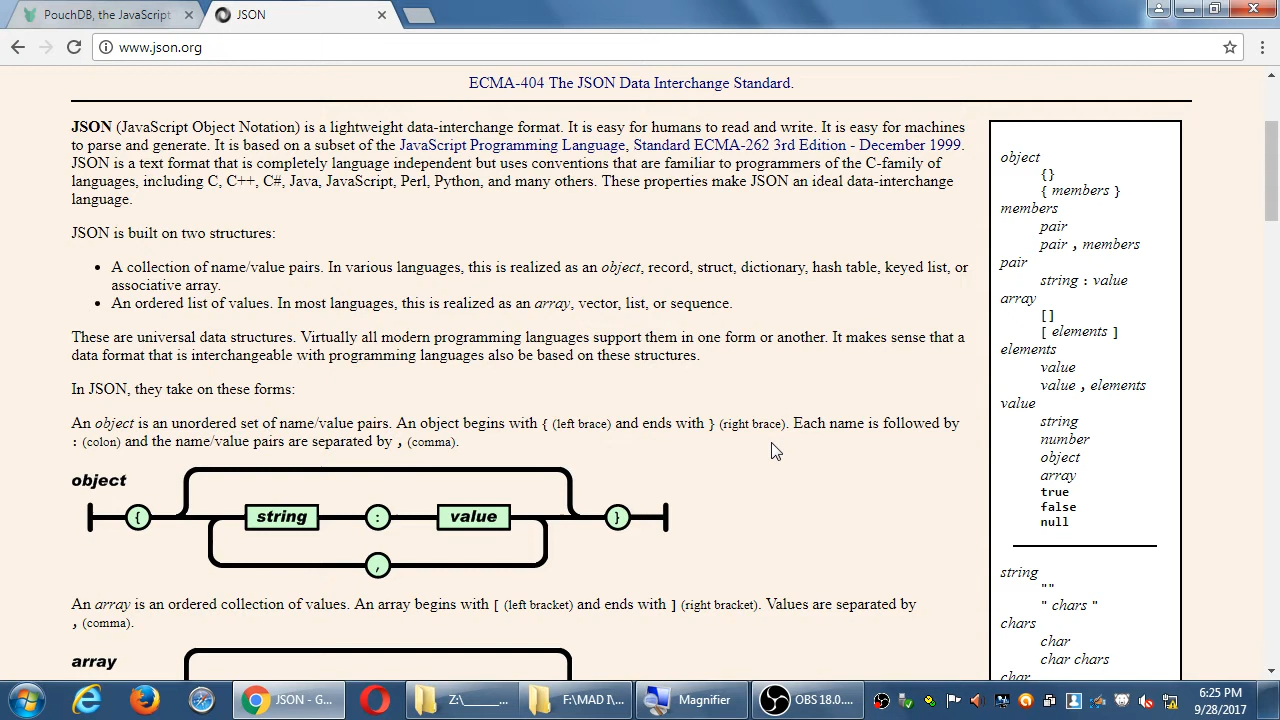 PouchDB, the JavaScript
JSON
www.json.org
ECMA-404 The JSON Data Interchange Standard.
JSON (JavaScript Object Notation) is a lightweight data-interchange format. It is easy for humans to read and write. It is easy for machines
to parse and generate. It is based on a subset of the JavaScript Programming Language, Standard ECMA-262 3rd Edition - December 1999.
JSON is a text format that is completely language independent but uses conventions that are familiar to programmers of the C-family of
languages, including C, C++, C#, Java, JavaScript, Perl, Python, and many others. These properties make JSON an ideal data-interchange
language.
JSON is built on two structures:
• A collection of name/value pairs. In various languages, this is realized as an object, record, struct, dictionary, hash table, keyed list, or
associative array.
• An ordered list of values. In most languages, this is realized as an array, vector, list, or sequence.
These are universal data structures. Virtually all modern programming languages support them in one form or another. It makes sense that a
data format that is interchangeable with programming languages also be based on these structures.
In JSON, they take on these forms:
An object is an unordered set of name/value pairs. An object begins with { (left brace) and ends with } (right brace). Each name is followed by
: (colon) and the name/value pairs are separated by , (comma).
object
{ string : value }
,
An array is an ordered collection of values. An array begins with [ (left bracket) and ends with ] (right bracket). Values are separated by
, (comma).
array
object
{}
{ members }
members
pair
pair , members
pair
string : value
array
[]
[ elements ]
elements
value
value , elements
value
string
number
object
array
true
false
null
string
""
" chars "
chars
char
char chars
char
JSON - G...
Z:\______...
F:\MAD I\...
Magnifier
OBS 18.0....
6:25 PM
9/28/2017